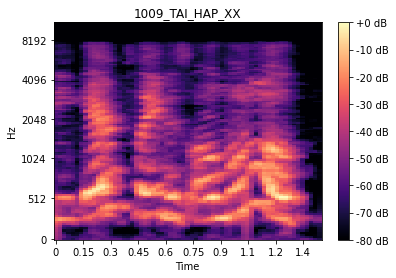 1009_TAI_HAP_XX
+0 dB
8192
-10 dB
4096
-20 dB
-30 dB
2048
Hz
-40 dB
1024
-50 dB
512
-60 dB
-70 dB
0
-80 dB
0 0.15 0.3 0.45 0.6 0.75 0.9 1.1 1.2 1.4
Time